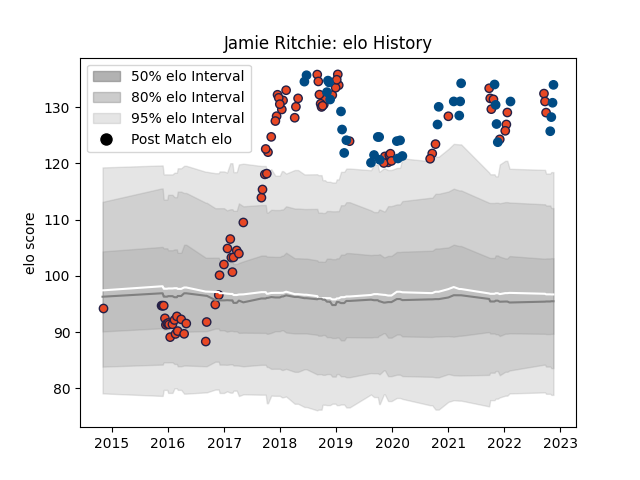 Jamie Ritchie: elo History
50% elo Interval
80% elo Interval
95% elo Interval
Post Match elo
elo score
130
120
110
100
90
80
2015 2016 2017 2018 2019 2020 2021 2022 2023